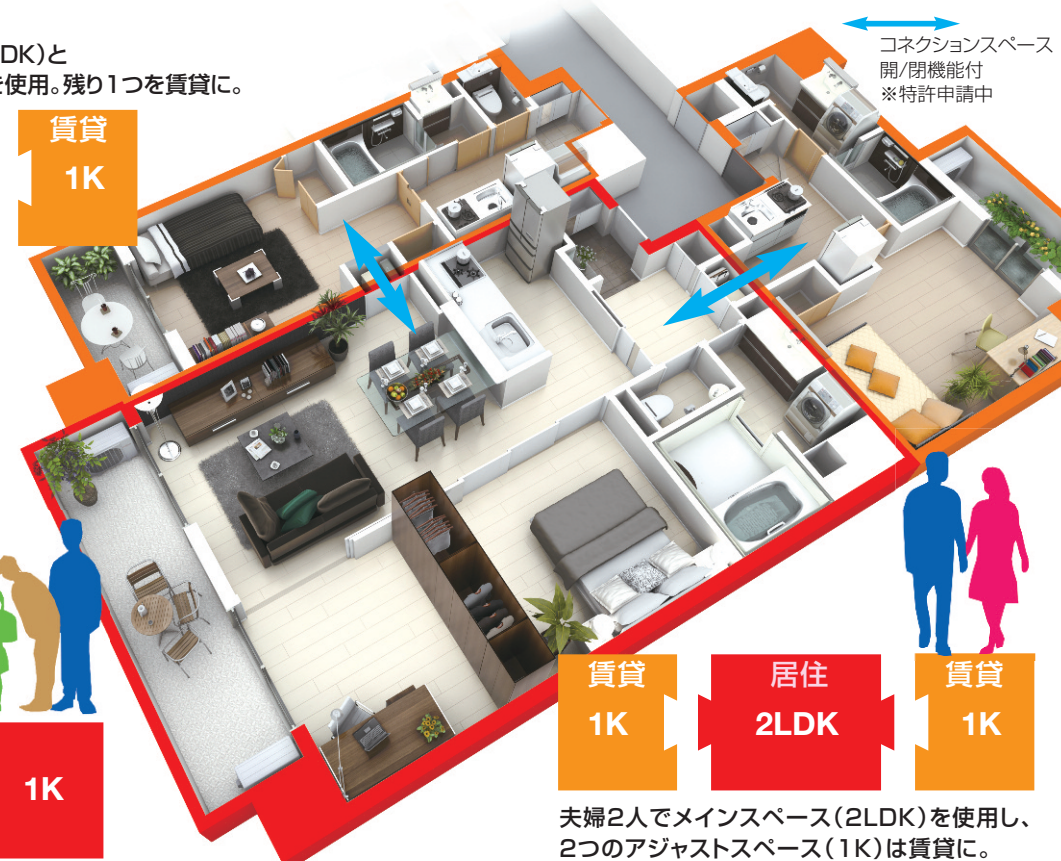 DK)と
を使用。残り1つを賃貸に。
賃貸
1K
コネクションスペース
開/閉機能付
※特許申請中
1K
賃貸
1K
居住
2LDK
賃貸
1K
夫婦2人でメインスペース(2LDK)を使用し、
2つのアジャストスペース(1K)は賃貸に。